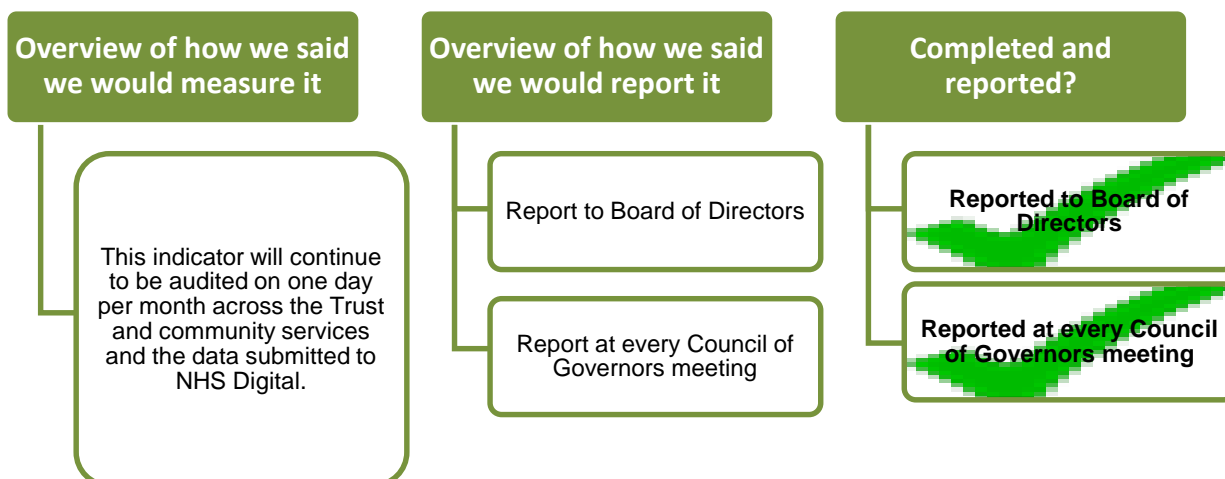 Overview of how we said
we would measure it
This indicator will continue
to be audited on one day
per month across the Trust
and community services
and the data submitted to
NHS Digital.
Overview of how we said
we would report it
Report to Board of Directors
Report at every Council of
Governors meeting
Completed and
reported?
Reported to Board of
Directors
Reported at every Council
of Governors meeting